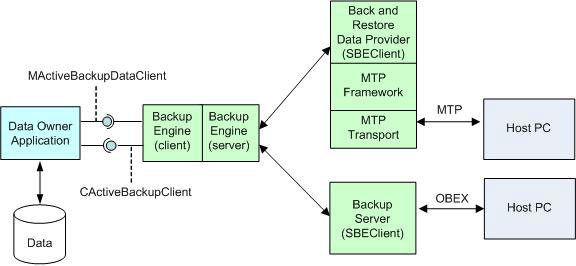 Back and
Restore
Data Provider
(SBEClient)
MActiveBackupDataClient
MTP
Framework
Data Owner
Application
Backup
Engine
(client)
Backup
Engine
(server)
MTP
Transport
MTP
Host PC
CActiveBackupClient
Data
Backup
Server
(SBEClient)
OBEX
Host PC